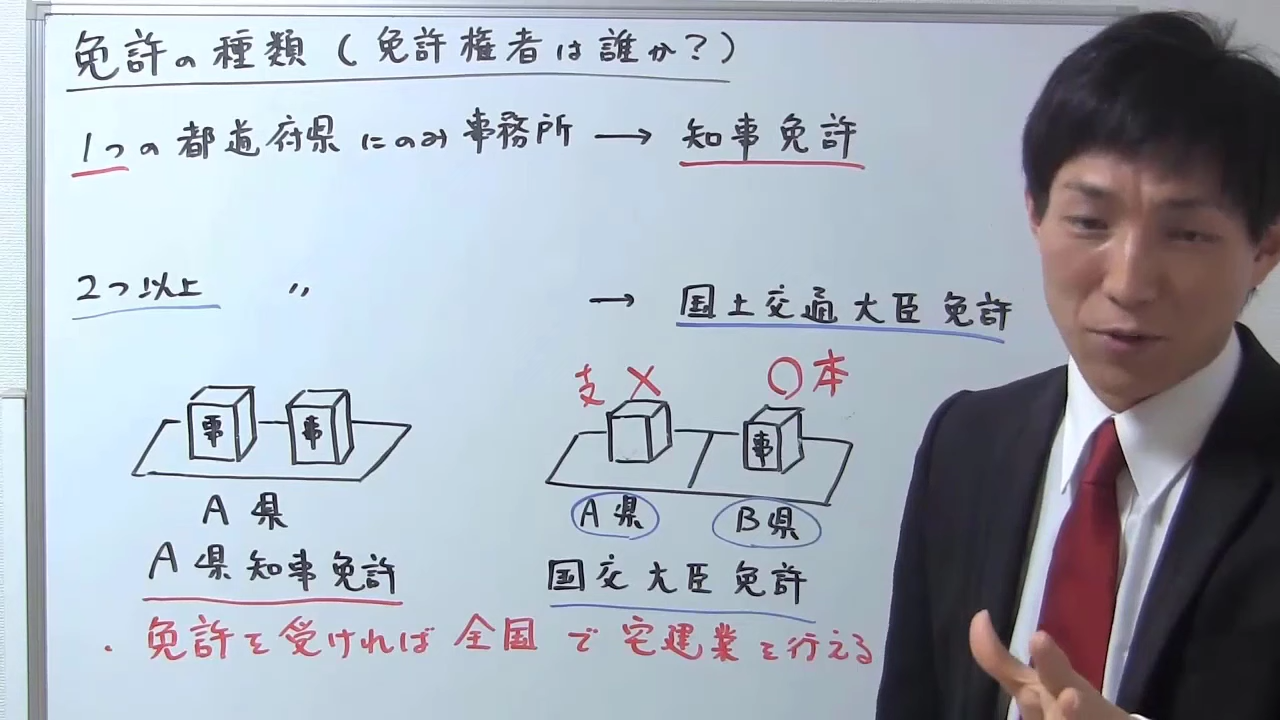 免許の種類(免許権者は誰か?)
1つの都道府県にのみ事務所 → 知事免許
2つ以上 〃 → 国土交通大臣免許
支 × ○ 本
事 事 事
A県 A県 B県
A県知事免許 国交大臣免許
・免許を受ければ全国で宅建業を行える